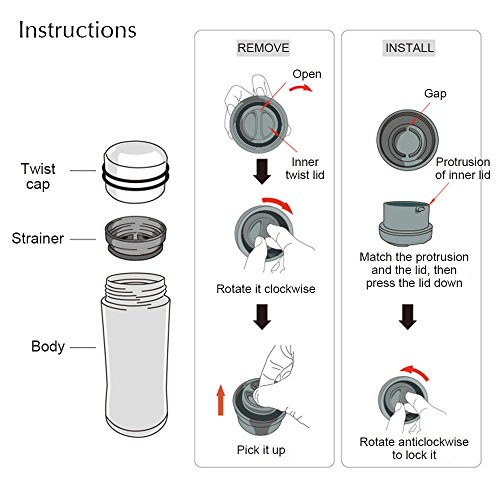 Instructions
Twist
cap
Strainer
Body
REMOVE
Open
Inner
twist lid
Rotate it clockwise
Pick it up
INSTALL
Gap
Protrusion
of inner lid
Match the protrusion
and the lid, then
press the lid down
Rotate anticlockwise
to lock it